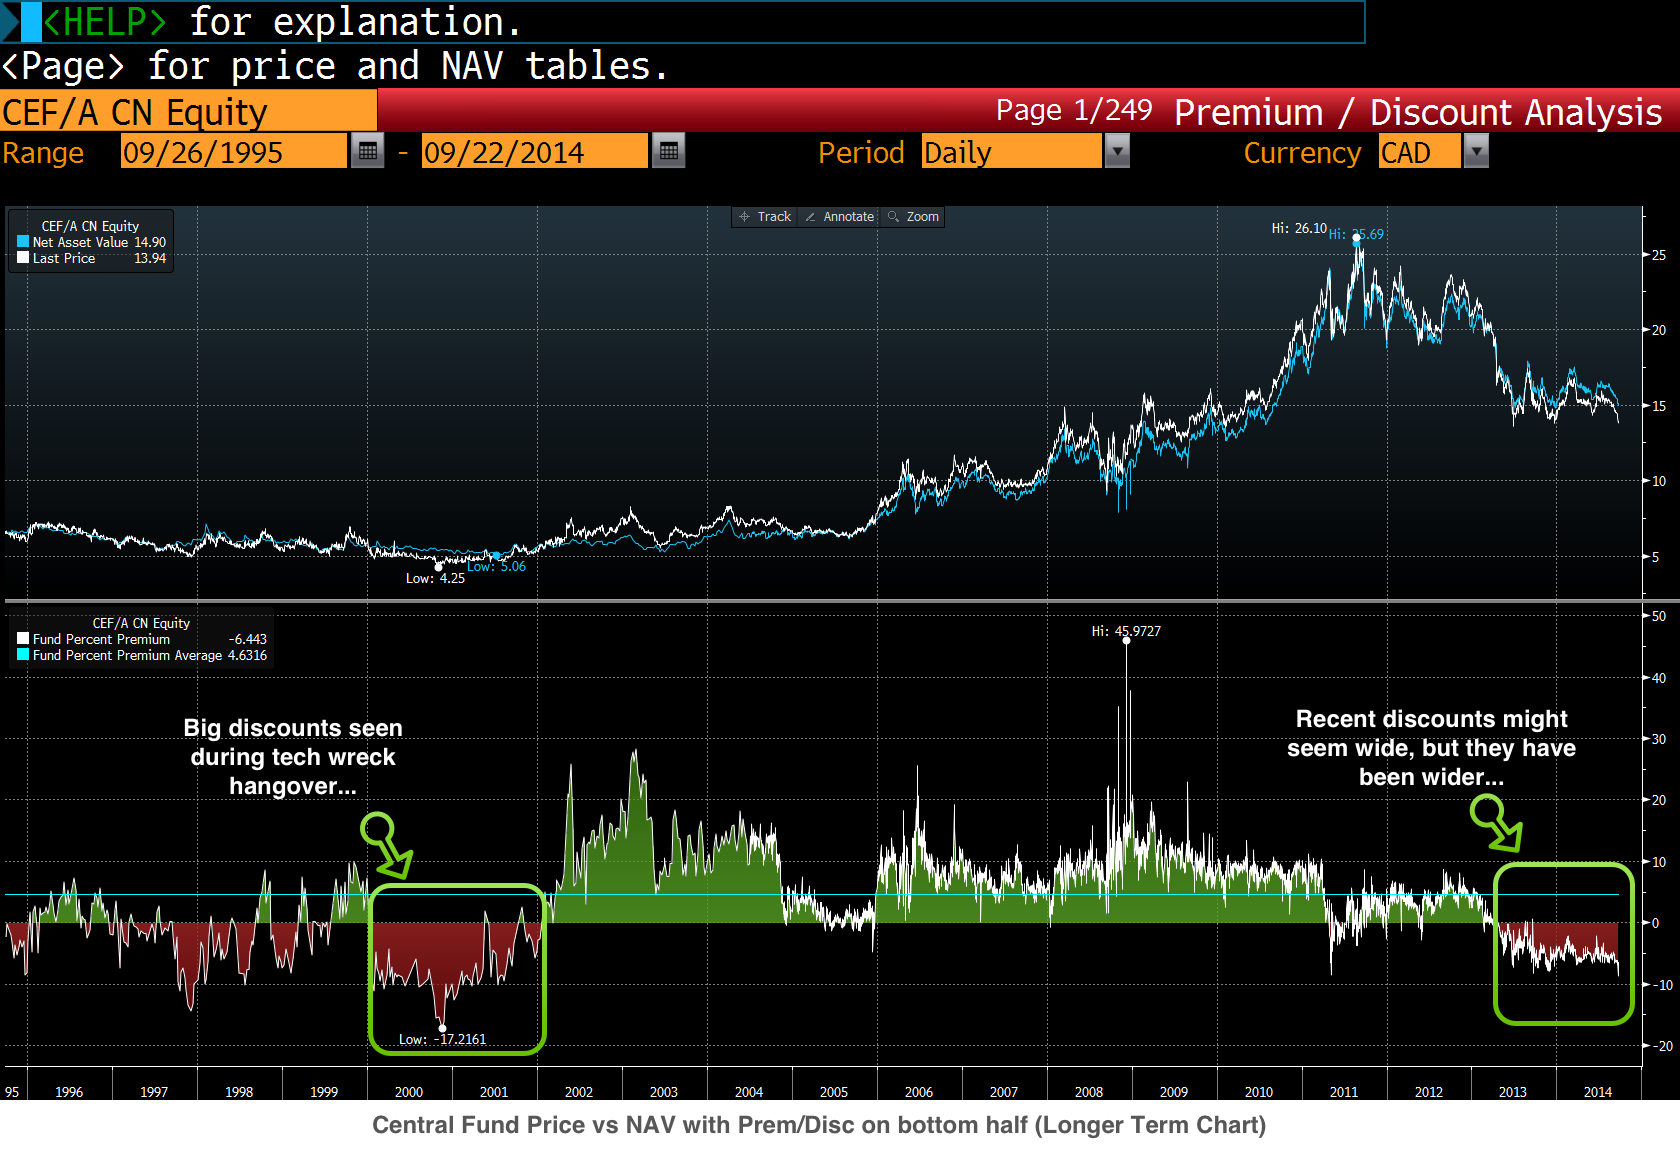 <HELP> for explanation.
<Page> for price and NAV tables.
CEF/A CN Equity Page 1/249 Premium / Discount Analysis
Range 09/26/1995 - 09/22/2014 Period Daily Currency CAD
Track Annotate Zoom
CEF/A CN Equity
Net Asset Value 14.90
Last Price 13.94
Hi: 26.10 Hi: 25.69
25
20
15
10
5
Low: 5.06
Low: 4.25
CEF/A CN Equity
Fund Percent Premium -6.443
Fund Percent Premium Average 4.6316
Hi: 45.9727
50
40
30
20
10
0
-10
-20
Big discounts seen
during tech wreck
hangover...
Recent discounts might
seem wide, but they have
been wider...
Low: -17.2161
95 1996 1997 1998 1999 2000 2001 2002 2003 2004 2005 2006 2007 2008 2009 2010 2011 2012 2013 2014
Central Fund Price vs NAV with Prem/Disc on bottom half (Longer Term Chart)